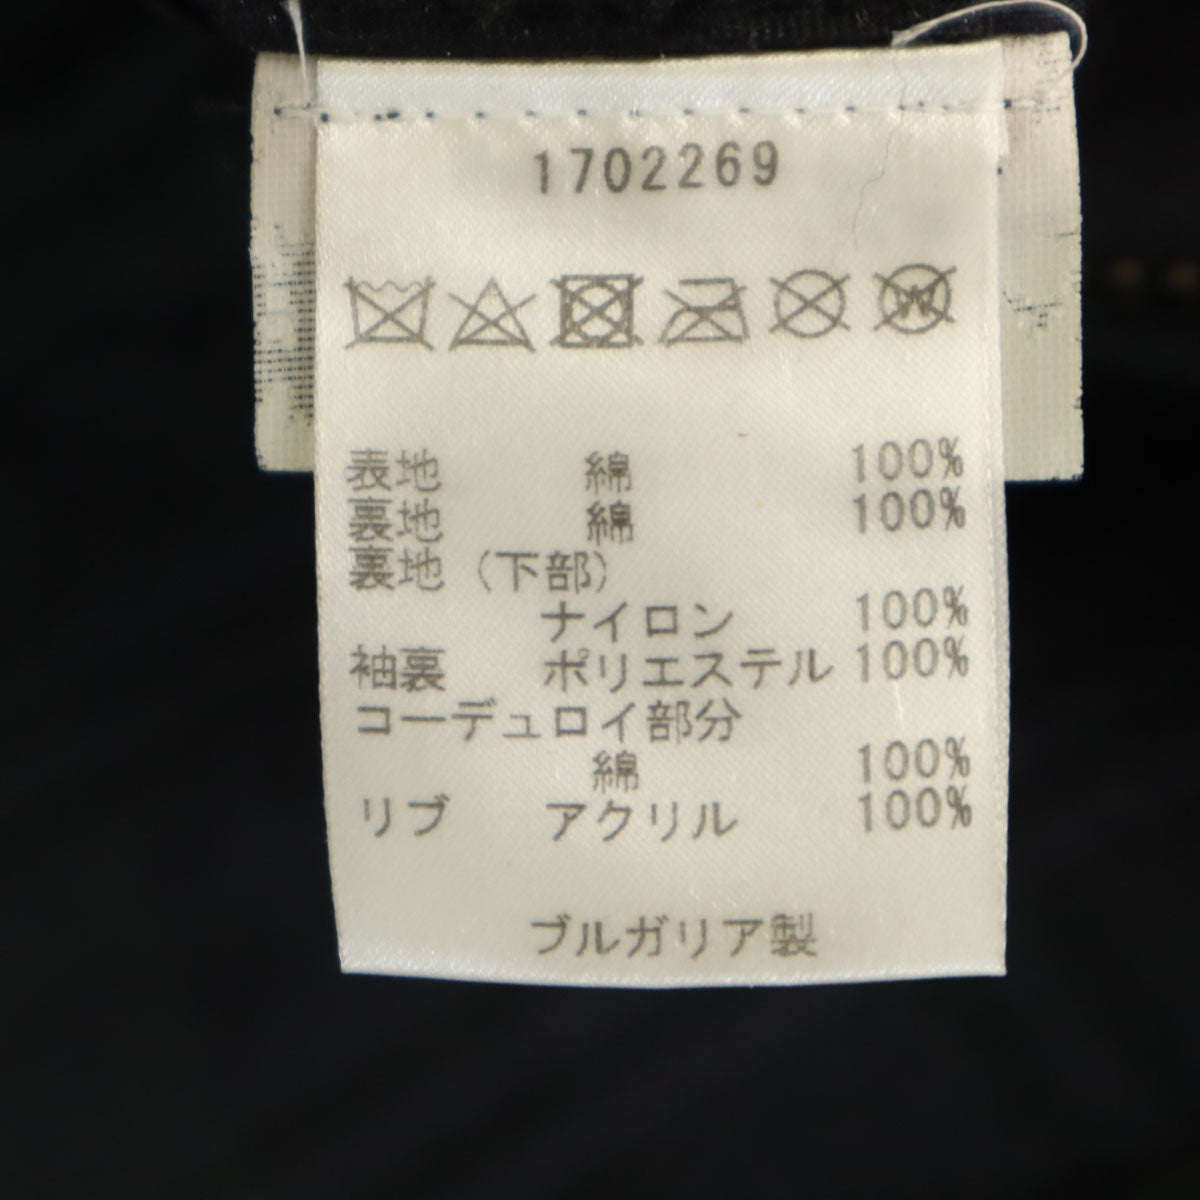 1702269
W
表地 綿 100%
裏地 綿 100%
裏地 (下部)
ナイロン 100%
袖裏 ポリエステル 100%
コーデュロイ部分
綿 100%
リブ アクリル 100%
ブルガリア製